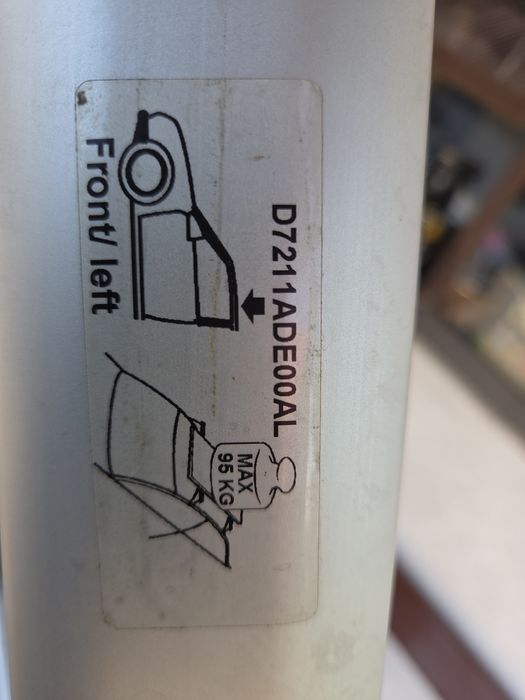 D7211ADE00AL
Front/ left
MAX
95 KG